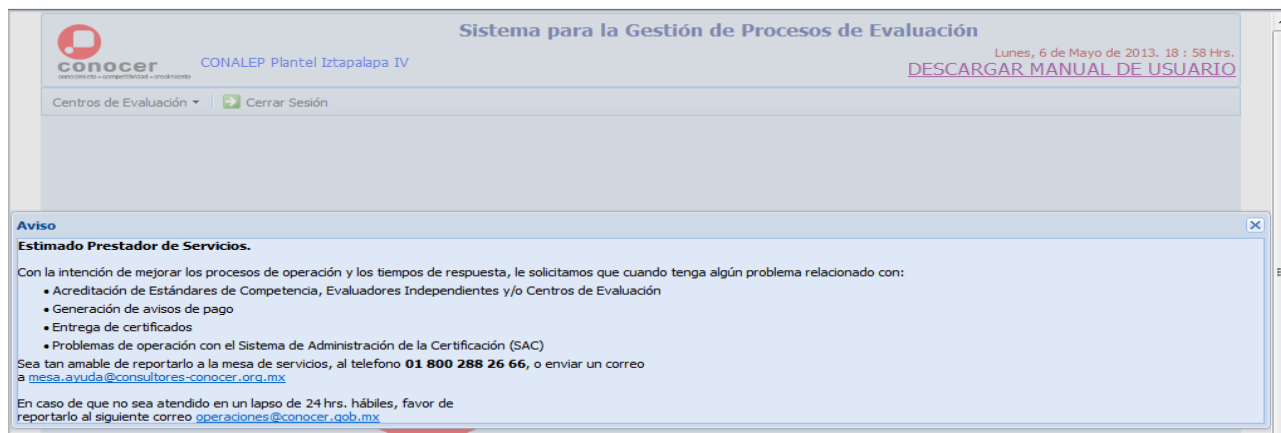 Sistema para la Gestión de Procesos de Evaluación
conocer
conocimiento • competitividad • crecimiento
CONALEP Plantel Iztapalapa IV
Lunes, 6 de Mayo de 2013. 18 : 58 Hrs.
DESCARGAR MANUAL DE USUARIO
Centros de Evaluación
Cerrar Sesión
Aviso
Estimado Prestador de Servicios.
Con la intención de mejorar los procesos de operación y los tiempos de respuesta, le solicitamos que cuando tenga algún problema relacionado con:
• Acreditación de Estándares de Competencia, Evaluadores Independientes y/o Centros de Evaluación
• Generación de avisos de pago
• Entrega de certificados
• Problemas de operación con el Sistema de Administración de la Certificación (SAC)
Sea tan amable de reportarlo a la mesa de servicios, al telefono 01 800 288 26 66, o enviar un correo
a mesa.ayuda@consultores-conocer.org.mx
En caso de que no sea atendido en un lapso de 24 hrs. hábiles, favor de
reportarlo al siguiente correo operaciones@conocer.gob.mx